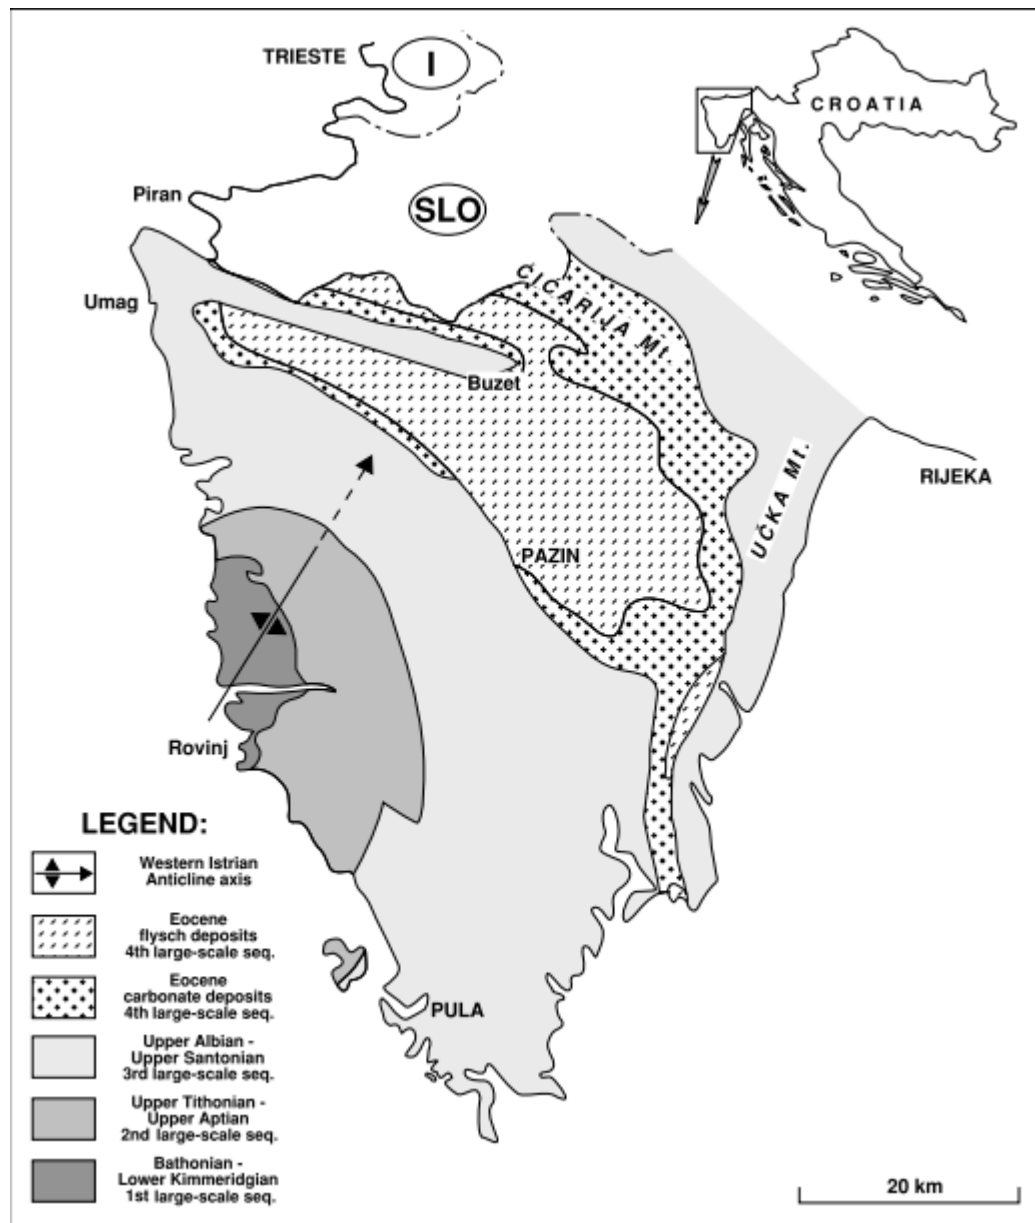 TRIESTE
I
CROATIA
Piran
SLO
Umag
ĆIĆARIJA Mt
Buzet
UČKA Mt.
RIJEKA
PAZIN
Rovinj
PULA
LEGEND:
Western Istrian
Anticline axis
Eocene
flysch deposits
4th large-scale seq.
Eocene
carbonate deposits
4th large-scale seq.
Upper Albian -
Upper Santonian
3rd large-scale seq.
Upper Tithonian -
Upper Aptian
2nd large-scale seq.
Bathonian -
Lower Kimmeridgian
1st large-scale seq.
20 km